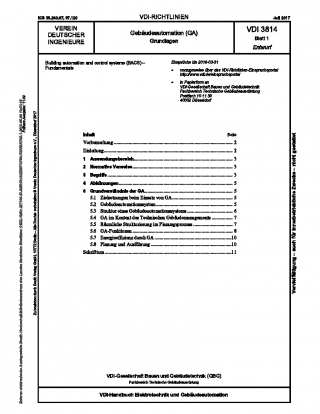 ICS 35.240.67, 97.120
VDI-RICHTLINIEN
Juli 2017
VEREIN
DEUTSCHER
INGENIEURE
Gebäudeautomation (GA)
Grundlagen
VDI 3814
Blatt 1
Entwurf
Building automation and control systems (BACS) –
Fundamentals
Einsprüche bis 2018-03-31
vorzugsweise über das VDI-Richtlinien-Einspruchsportal
http://www.vdi.de/einspruchsportal
in Papierform an
VDI-Gesellschaft Bauen und Gebäudetechnik
Fachbereich Technische Gebäudeausrüstung
Postfach 10 11 39
40002 Düsseldorf
Inhalt Seite
Vorbemerkung 2
Einleitung 2
1 Anwendungsbereich 3
2 Normative Verweise 3
3 Begriffe 3
4 Abkürzungen 5
5 Grundverständnis der GA 5
5.1 Zielsetzungen beim Einsatz von GA 5
5.2 Gebäudeautomationssystem 5
5.3 Struktur eines Gebäudeautomationssystems 6
5.4 GA im Kontext des Technischen Gebäudemanagements 7
5.5 Räumliche Strukturierung im Planungsprozess 7
5.6 GA-Funktionen 8
5.7 Energieeffizienz durch GA 10
5.8 Planung und Ausführung 10
Schrifttum 11
VDI-Gesellschaft Bauen und Gebäudetechnik (GBG)
Fachbereich Technische Gebäudeausrüstung
VDI-Handbuch Elektrotechnik und Gebäudeautomation
Vervielfältigung – auch für innerbetriebliche Zwecke – nicht gestattet